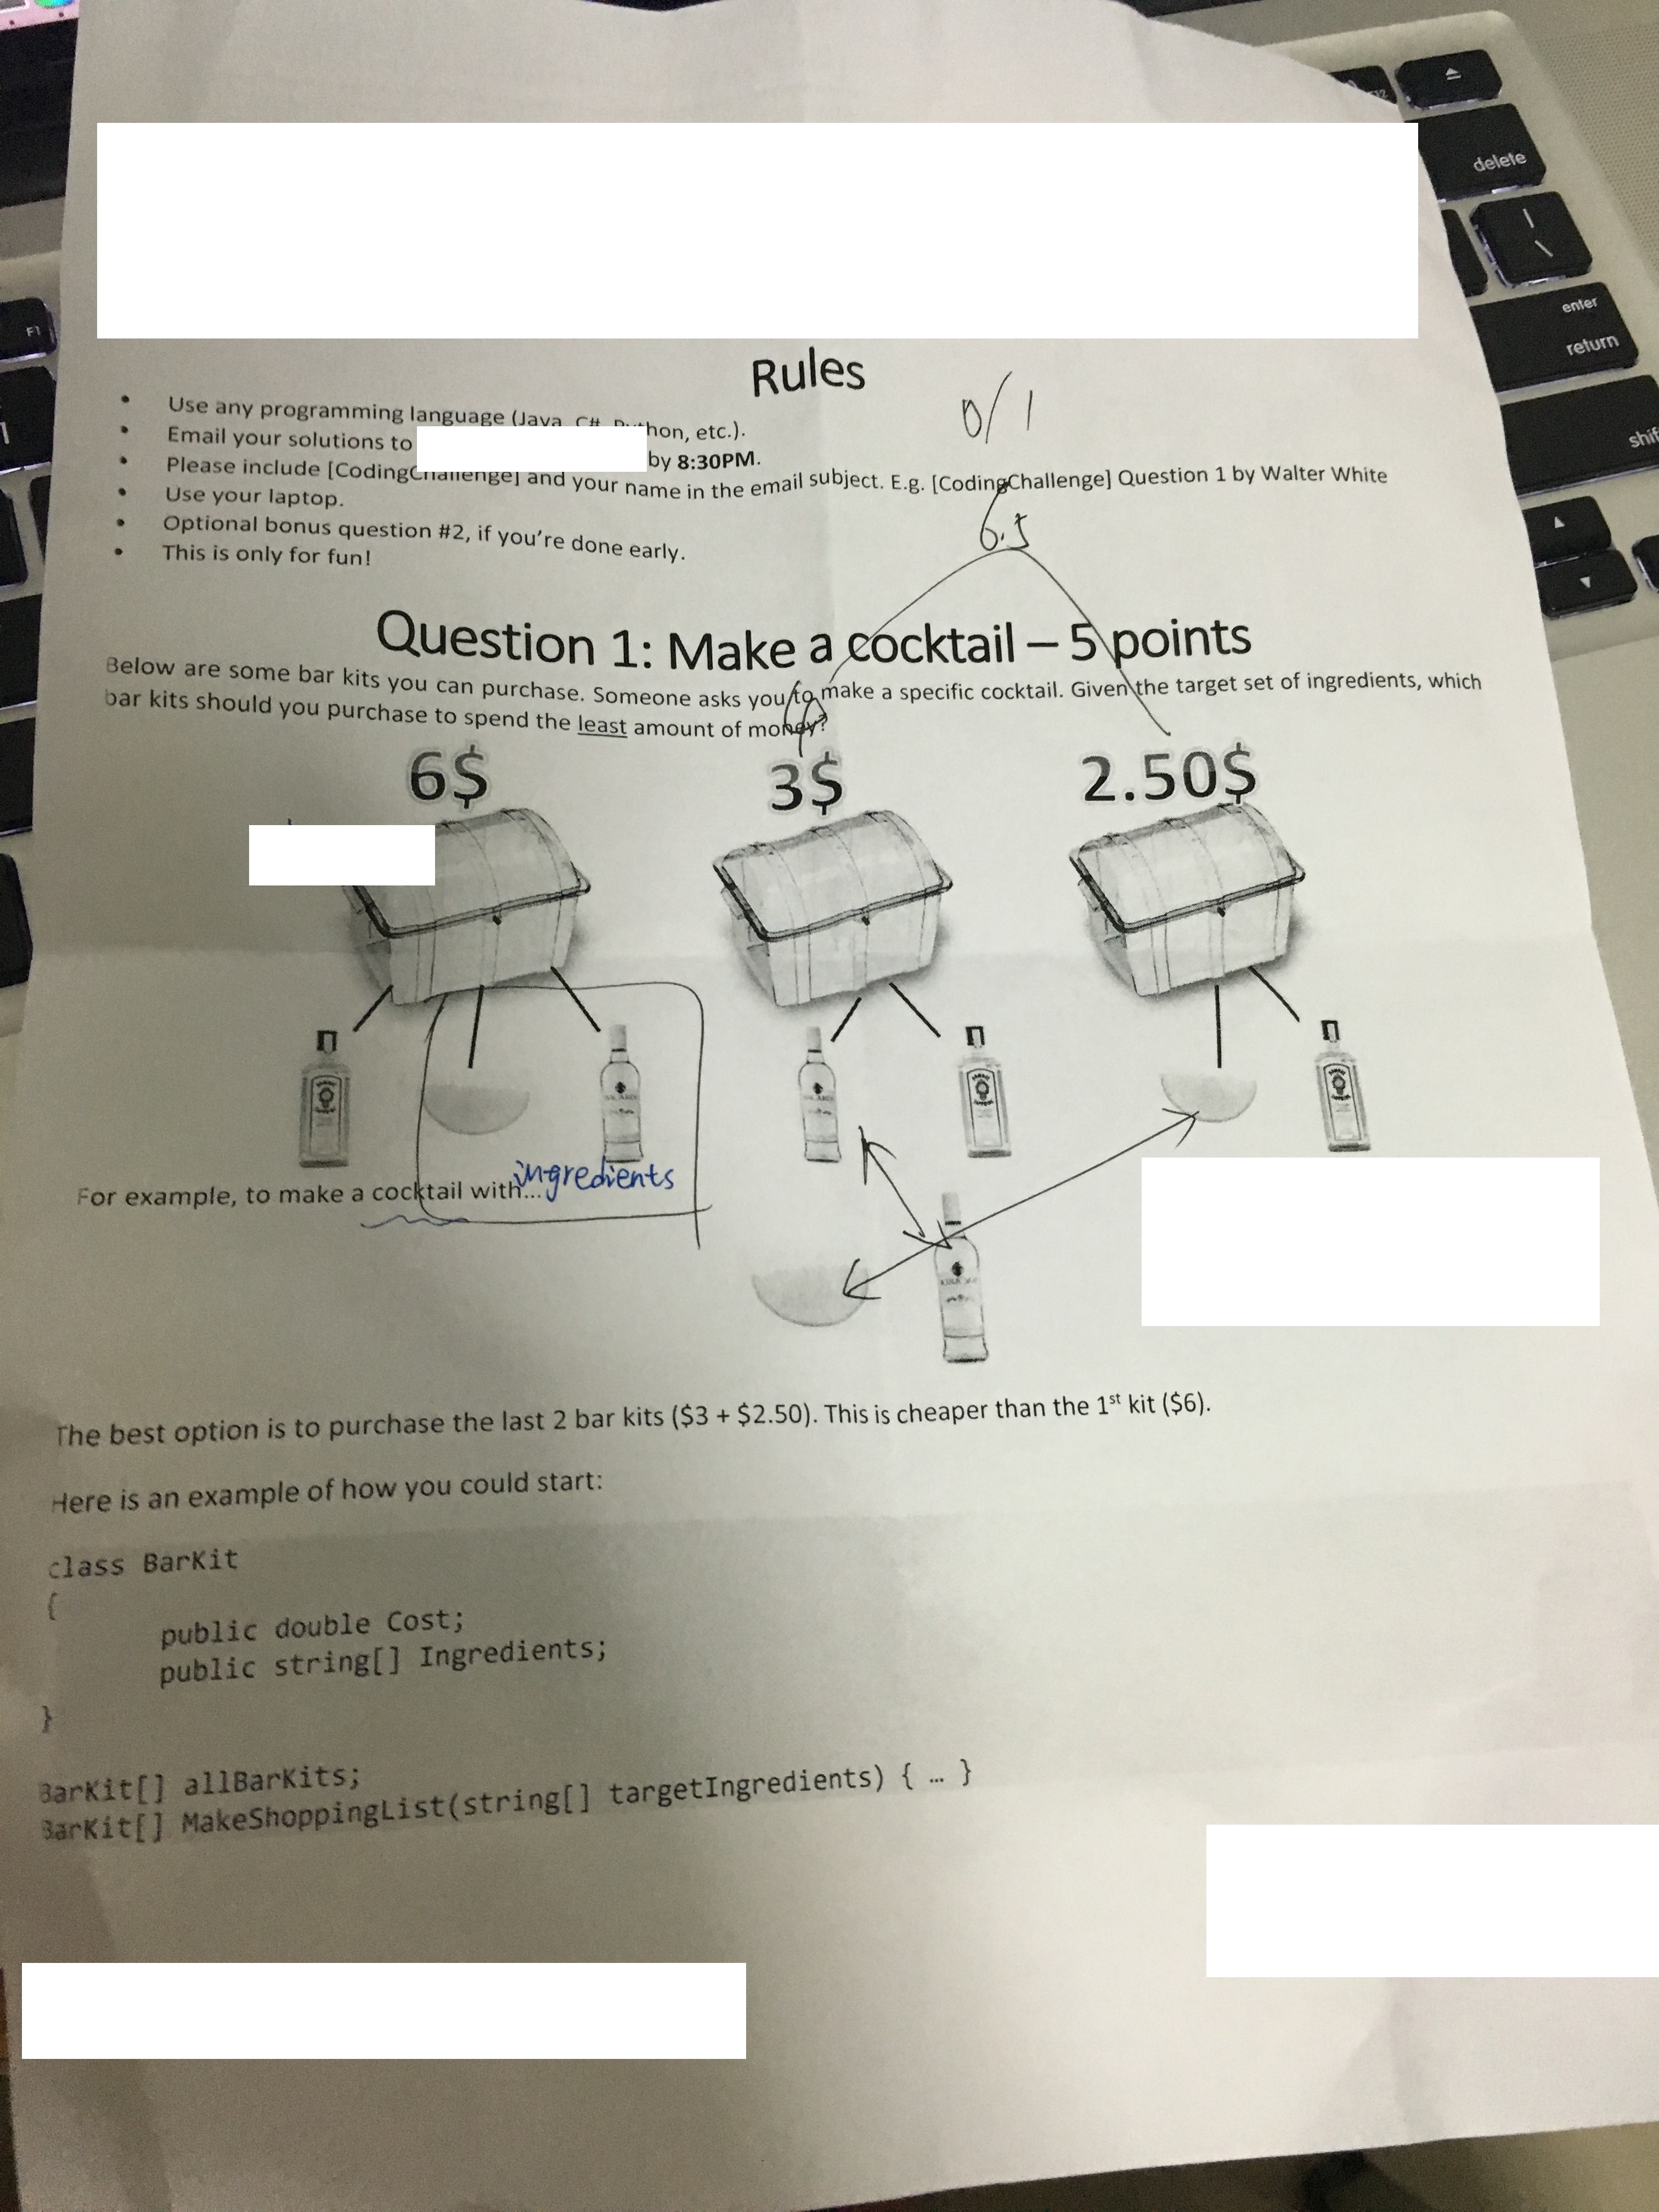 delete
enter
return
F1
F12
shif
Rules
0/1
• Use any programming language (Java, C#, Python, etc.).
• Email your solutions to by 8:30PM.
• Please include [CodingChallenge] and your name in the email subject. E.g. [CodingChallenge] Question 1 by Walter White
• Use your laptop.
• Optional bonus question #2, if you're done early.
• This is only for fun!
6.5
Question 1: Make a cocktail – 5 points
Below are some bar kits you can purchase. Someone asks you to make a specific cocktail. Given the target set of ingredients, which
bar kits should you purchase to spend the least amount of money?
6$ 3$ 2.50$
For example, to make a cocktail with...
ingredients
The best option is to purchase the last 2 bar kits ($3 + $2.50). This is cheaper than the 1st kit ($6).
Here is an example of how you could start:
class BarKit
{
public double Cost;
public string[] Ingredients;
}
BarKit[] allBarKits;
BarKit[] MakeShoppingList(string[] targetIngredients) { … }